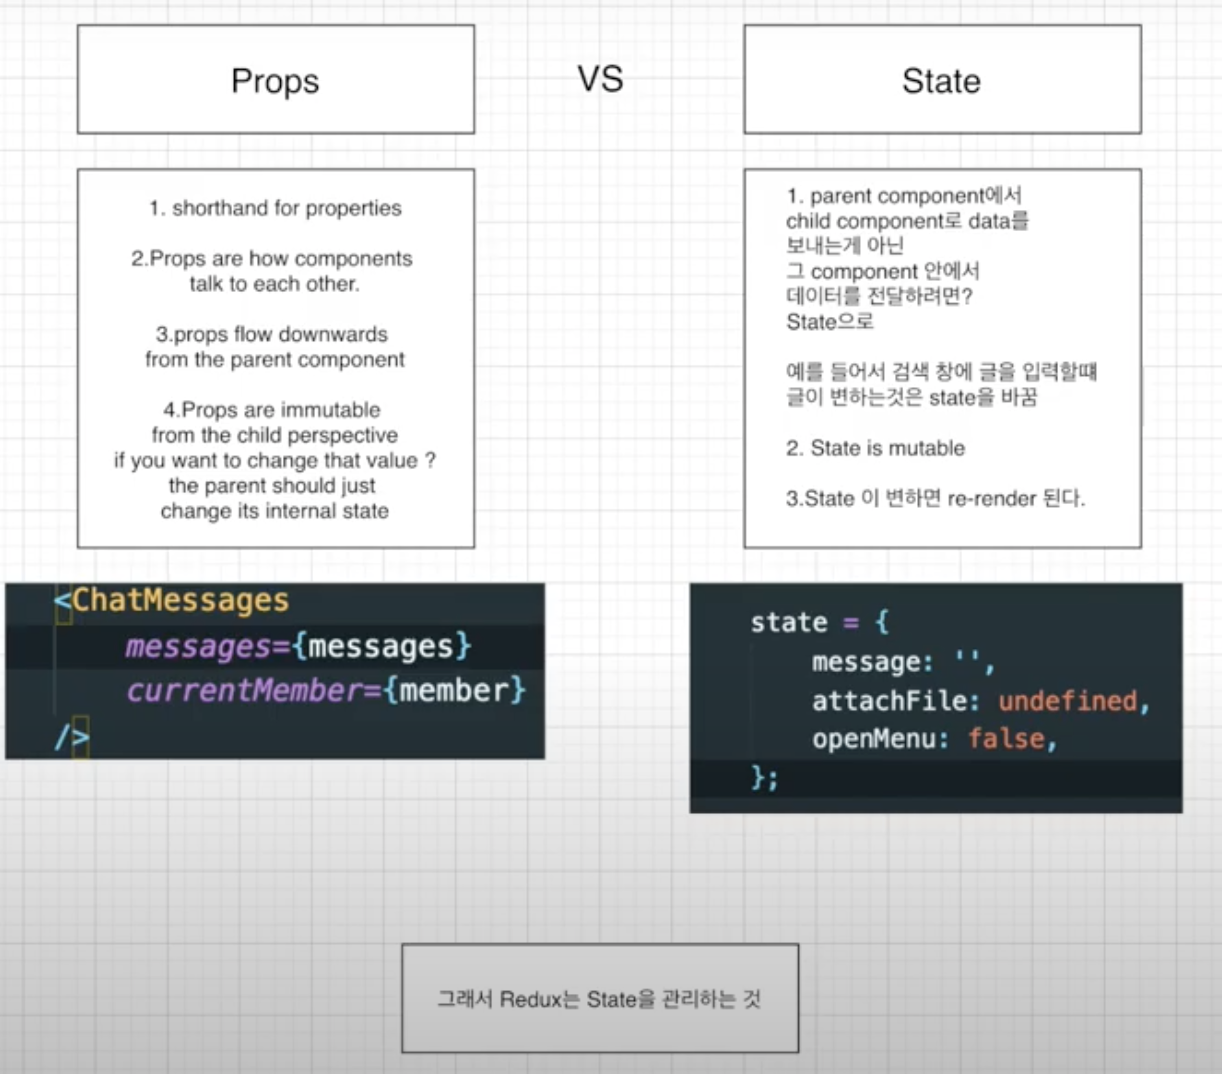 Props
VS
State
1. shorthand for properties
2.Props are how components
talk to each other.
3.props flow downwards
from the parent component
4.Props are immutable
from the child perspective
if you want to change that value ?
the parent should just
change its internal state
1. parent component에서
child component로 data를
보내는게 아닌
그 component 안에서
데이터를 전달하려면?
State으로
예를 들어서 검색 창에 글을 입력할떄
글이 변하는것은 state을 바꿈
2. State is mutable
3.State 이 변하면 re-render 된다.
<ChatMessages
messages={messages}
currentMember={member}
/>
state = {
message: '',
attachFile: undefined,
openMenu: false,
};
그래서 Redux는 State을 관리하는 것